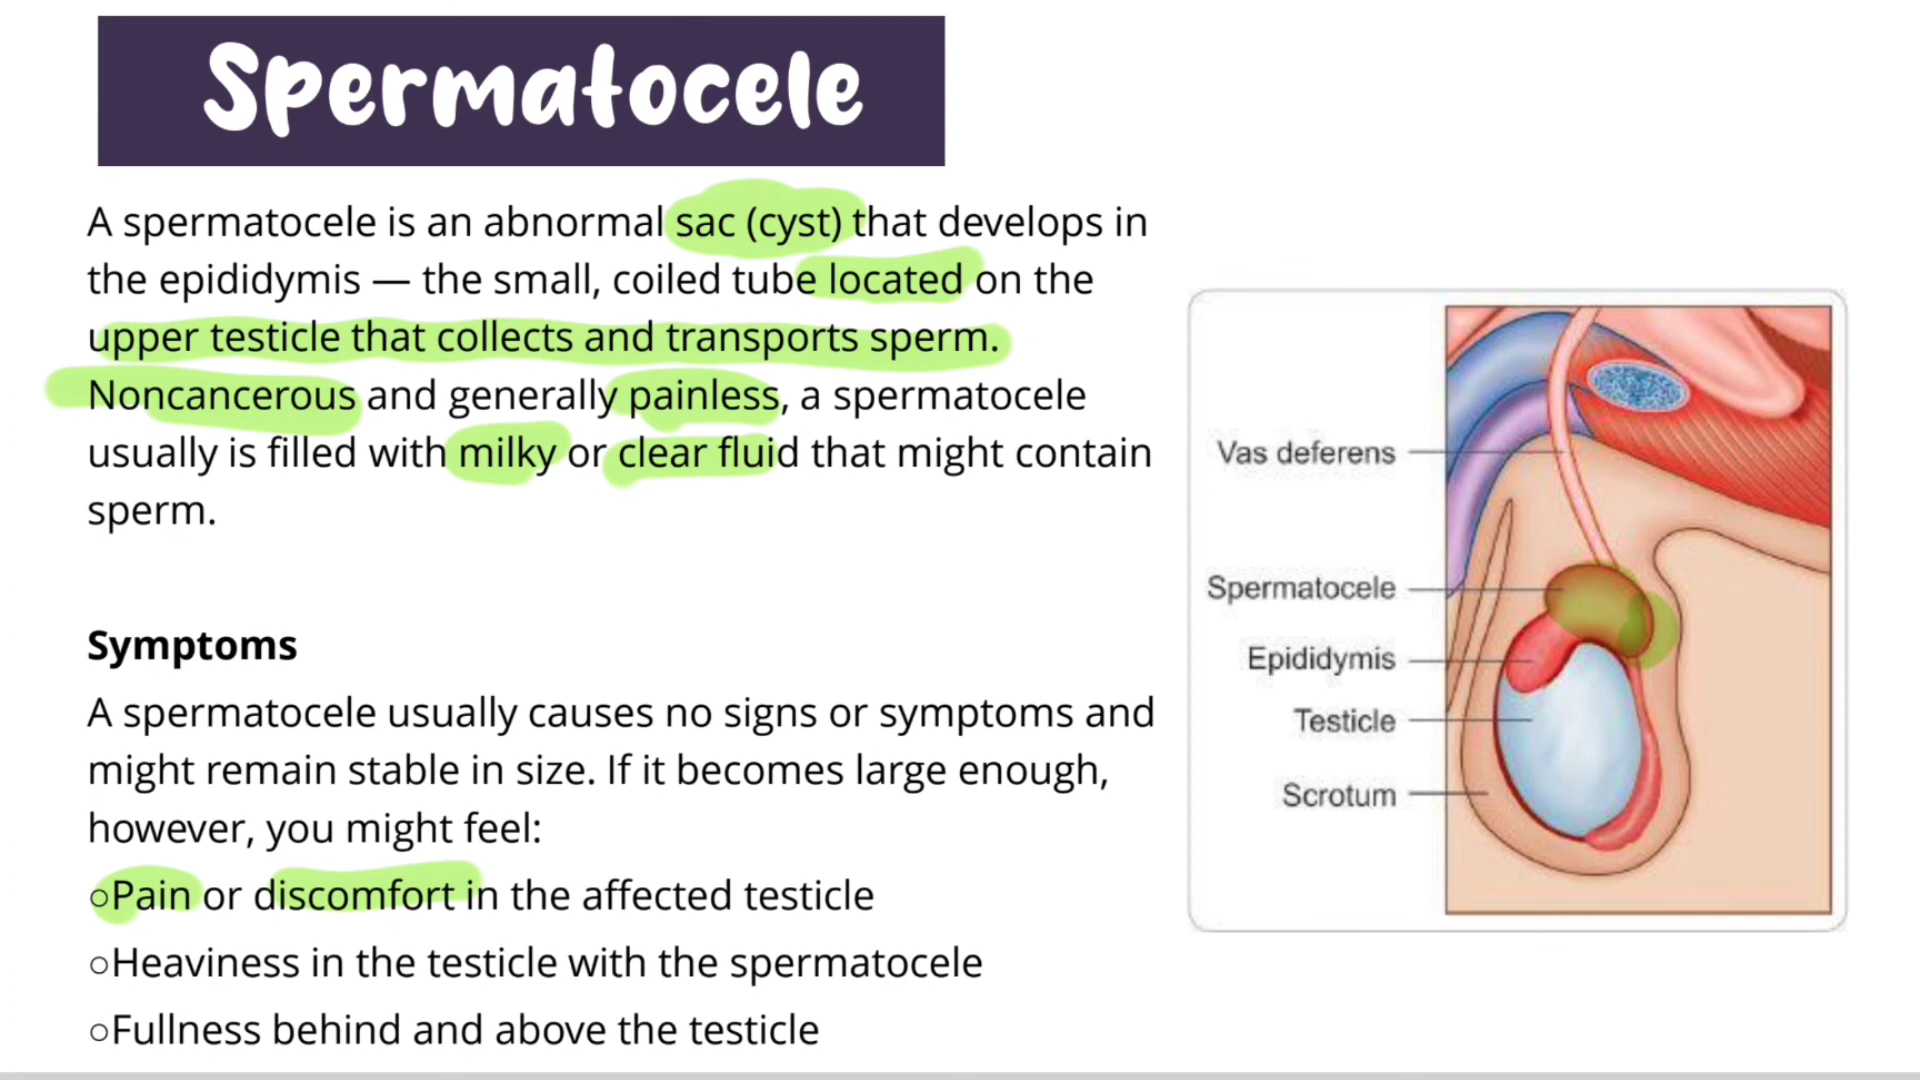 Spermatocele
A spermatocele is an abnormal sac (cyst) that develops in
the epididymis — the small, coiled tube located on the
upper testicle that collects and transports sperm.
Noncancerous and generally painless, a spermatocele
usually is filled with milky or clear fluid that might contain
sperm.
Symptoms
A spermatocele usually causes no signs or symptoms and
might remain stable in size. If it becomes large enough,
however, you might feel:
○Pain or discomfort in the affected testicle
○Heaviness in the testicle with the spermatocele
○Fullness behind and above the testicle
Vas deferens
Spermatocele
Epididymis
Testicle
Scrotum